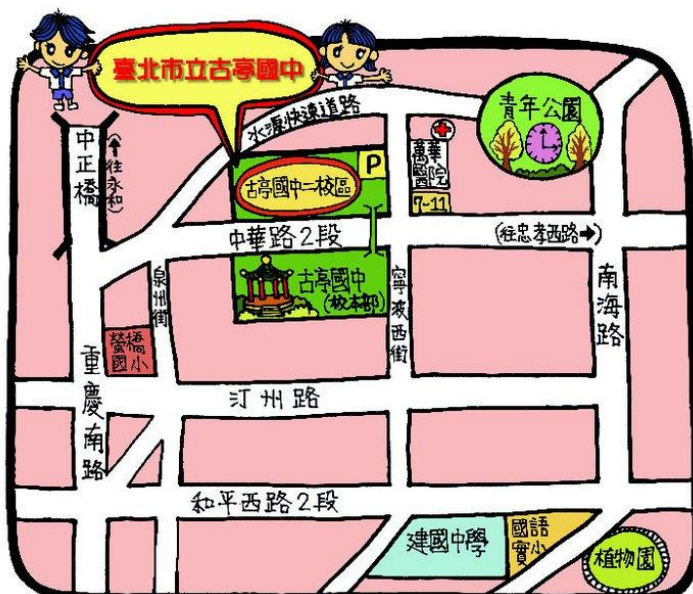 臺北市立古亭國中
水源快速道路
青年公園
中正橋
(↑往永和)
P
萬華醫院
古亭國中二校區
7-11
中華路2段
(往忠孝西路➡)
泉州街
古亭國中
(校本部)
寧波西街
南海路
螢橋國小
重慶南路
汀州路
和平西路2段
建國中學
國語實小
植物園